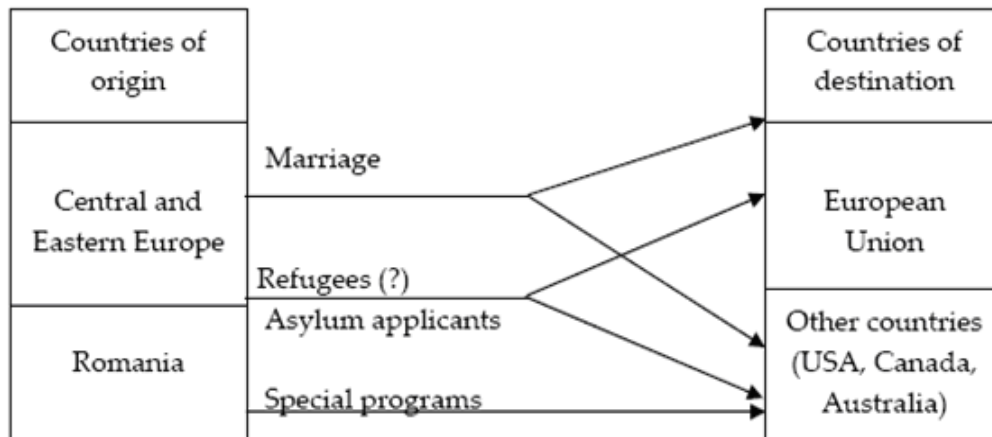 Countries of
origin
Countries of
destination
Marriage
Central and
Eastern Europe
European
Union
Refugees (?)
Asylum applicants
Other countries
(USA, Canada,
Australia)
Romania
Special programs